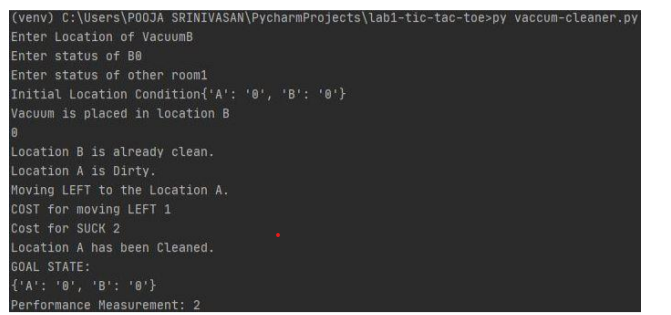 (venv) C:\Users\POOJA SRINIVASAN\PycharmProjects\lab1-tic-tac-toe>py vaccum-cleaner.py
Enter Location of VacuumB
Enter status of B0
Enter status of other room1
Initial Location Condition{'A': '0', 'B': '0'}
Vacuum is placed in location B
0
Location B is already clean.
Location A is Dirty.
Moving LEFT to the Location A.
COST for moving LEFT 1
Cost for SUCK 2
Location A has been Cleaned.
GOAL STATE:
{'A': '0', 'B': '0'}
Performance Measurement: 2